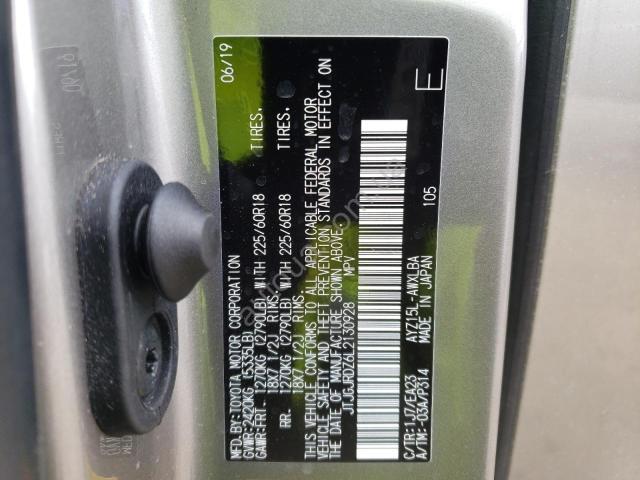 MFD.BY:TOYOTA MOTOR CORPORATION 06/19
GVWR:2420KG (5335LB)
GAWR:FRT- 1270KG (2790LB) WITH 225/60R18 TIRES.
18X7 1/2J RIMS.
RR. 1270KG (2790LB) WITH 225/60R18 TIRES.
18X7 1/2J RIMS.
THIS VEHICLE CONFORMS TO ALL APPLICABLE FEDERAL MOTOR
VEHICLE SAFETY AND THEFT PREVENTION STANDARDS IN EFFECT ON
THE DATE OF MANUFACTURE SHOWN ABOVE.
JTJGJRDZ6L2130928 MPV
E
105
C/TR:1J7/EA23 AYZ15L-AWXLBA
A/TM:-03A/P314 MADE IN JAPAN